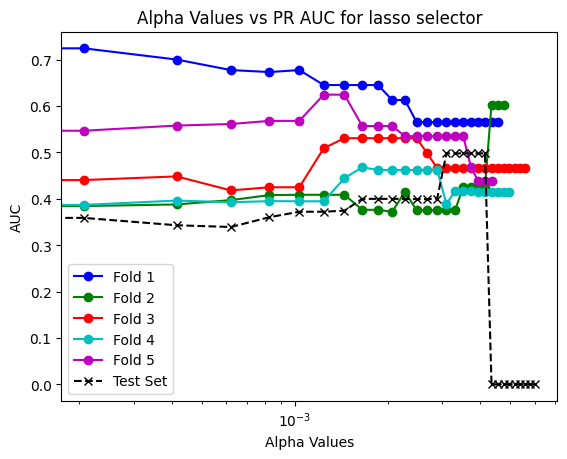 Alpha Values vs PR AUC for lasso selector
AUC
0.7
0.6
0.5
0.4
0.3
0.2
0.1
0.0
Fold 1
Fold 2
Fold 3
Fold 4
Fold 5
Test Set
10⁻³
Alpha Values